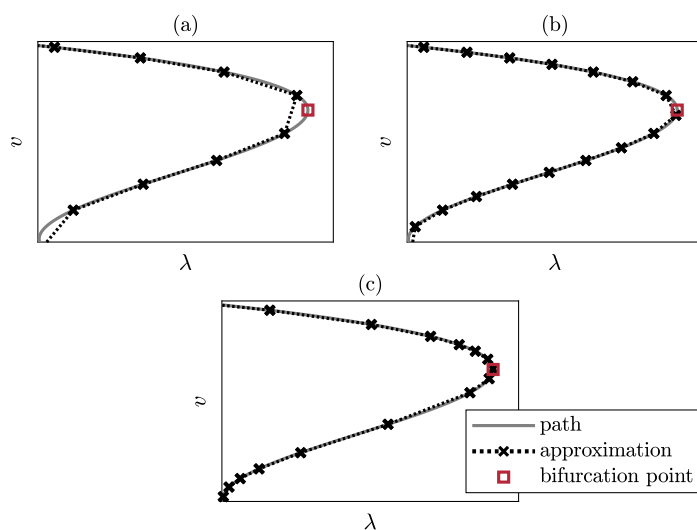 (a)
(b)
v
v
λ
λ
(c)
v
path
approximation
bifurcation point
λ